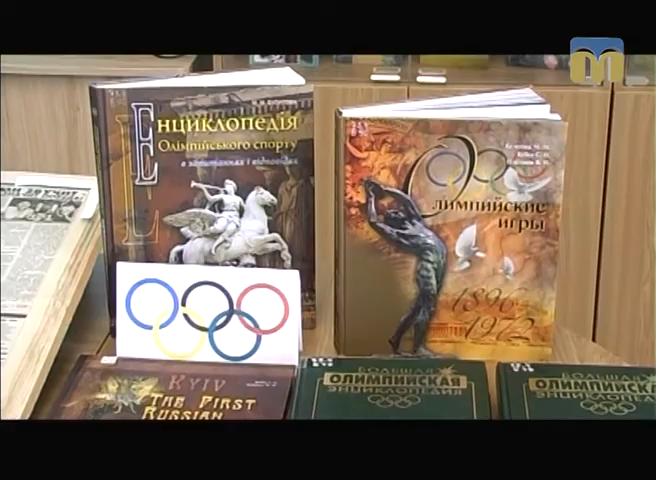 Енциклопедія
Олімпійського спорту
в запитаннях і відповідях
Олимпийские
игры
1896
1972
KYIV
THE FIRST
RUSSIAN
БОЛЬШАЯ
ОЛИМПИЙСКАЯ
ЭНЦИКЛОПЕДИЯ
БОЛЬШАЯ
ОЛИМПИЙСКАЯ
ЭНЦИКЛОПЕДИЯ